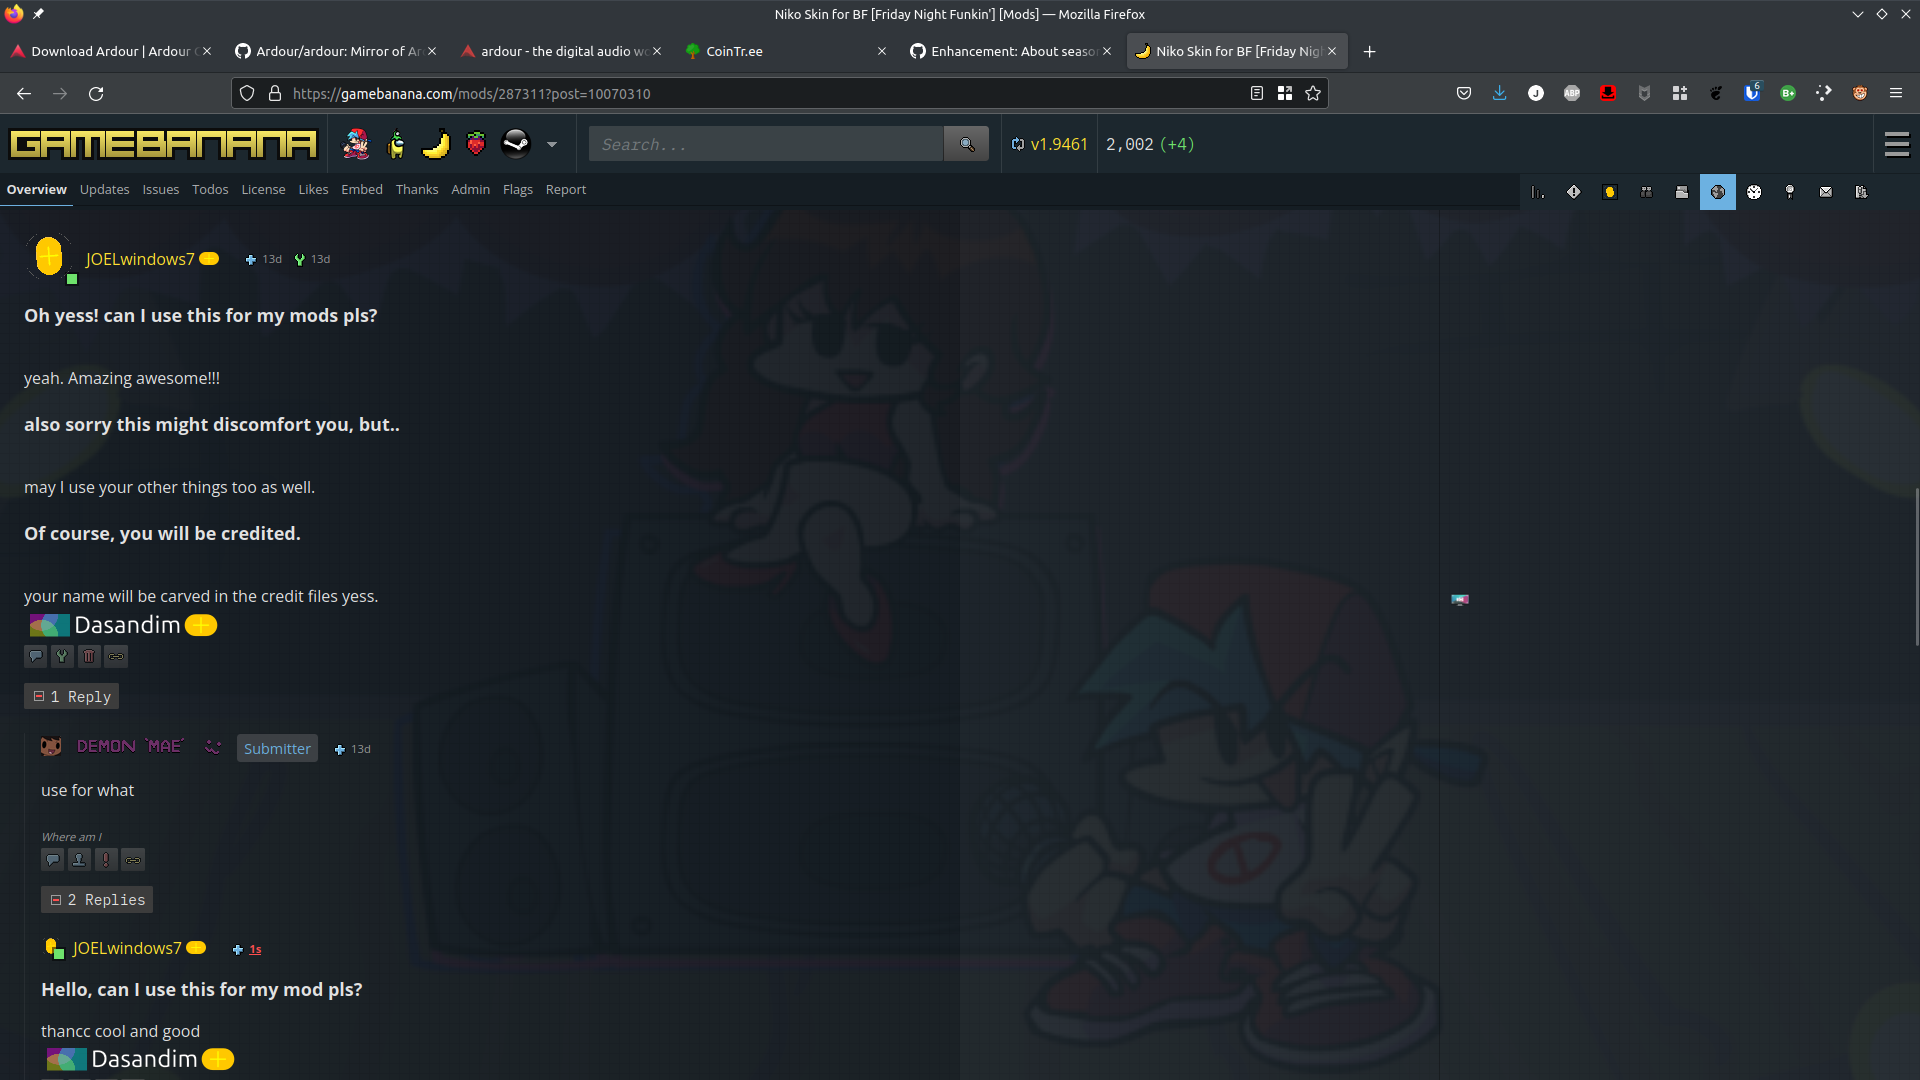 Niko Skin for BF [Friday Night Funkin'] [Mods] — Mozilla Firefox
Download Ardour | Ardour
Ardour/ardour: Mirror of Ar
ardour - the digital audio wo
CoinTr.ee
Enhancement: About seaso
Niko Skin for BF [Friday Nig
https://gamebanana.com/mods/287311?post=10070310
J
ABP
6
B+
GAMEBANANA
Search...
v1.9461
2,002 (+4)
Overview
Updates
Issues
Todos
License
Likes
Embed
Thanks
Admin
Flags
Report
JOELwindows7
13d
13d
Oh yess! can I use this for my mods pls?
yeah. Amazing awesome!!!
also sorry this might discomfort you, but..
may I use your other things too as well.
Of course, you will be credited.
your name will be carved in the credit files yess.
Dasandim
1 Reply
DEMON 'MAE'
Submitter
13d
use for what
Where am I
2 Replies
JOELwindows7
1s
Hello, can I use this for my mod pls?
thancc cool and good
Dasandim